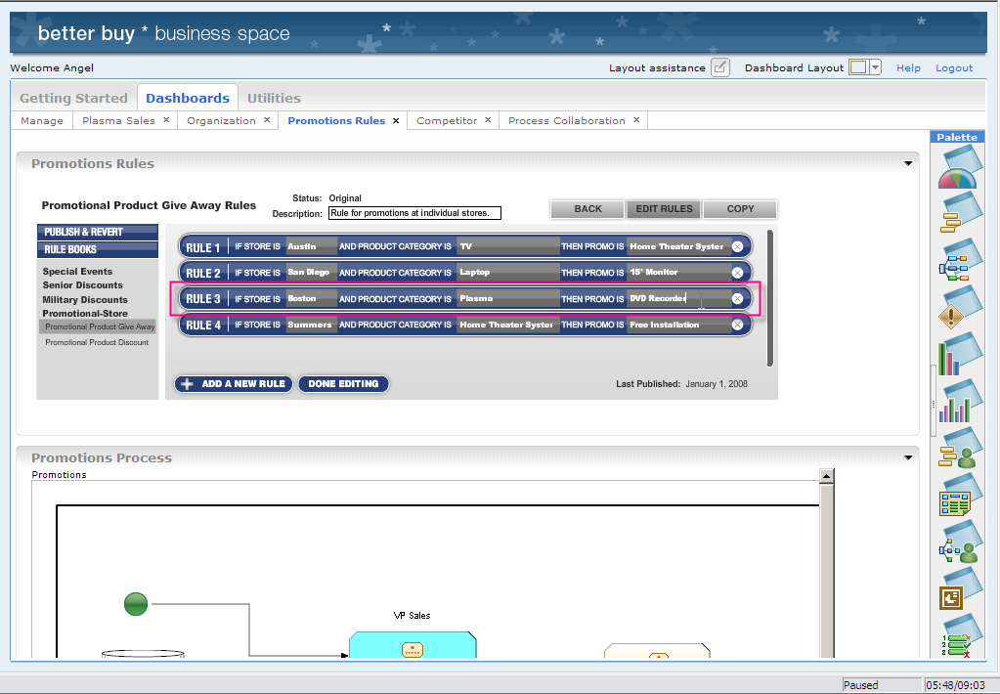 better buy * business space
Welcome Angel
Layout assistance Dashboard Layout Help Logout
Getting Started Dashboards Utilities
Manage Plasma Sales × Organization × Promotions Rules × Competitor × Process Collaboration ×
Palette
Promotions Rules
Status: Original
Promotional Product Give Away Rules
Description: Rule for promotions at individual stores.
BACK EDIT RULES COPY
PUBLISH & REVERT
RULE BOOKS
Special Events
Senior Discounts
Military Discounts
Promotional-Store
Promotional Product Give Away
Promotional Product Discount
RULE 1 IF STORE IS Austin AND PRODUCT CATEGORY IS TV THEN PROMO IS Home Theater Syster
RULE 2 IF STORE IS San Diego AND PRODUCT CATEGORY IS Laptop THEN PROMO IS 15" Monitor
RULE 3 IF STORE IS Boston AND PRODUCT CATEGORY IS Plasma THEN PROMO IS DVD Recorder
RULE 4 IF STORE IS Summers AND PRODUCT CATEGORY IS Home Theater Syster THEN PROMO IS Free Installation
ADD A NEW RULE DONE EDITING
Last Published: January 1, 2008
Promotions Process
Promotions
VP Sales
Paused 05:48/09:03